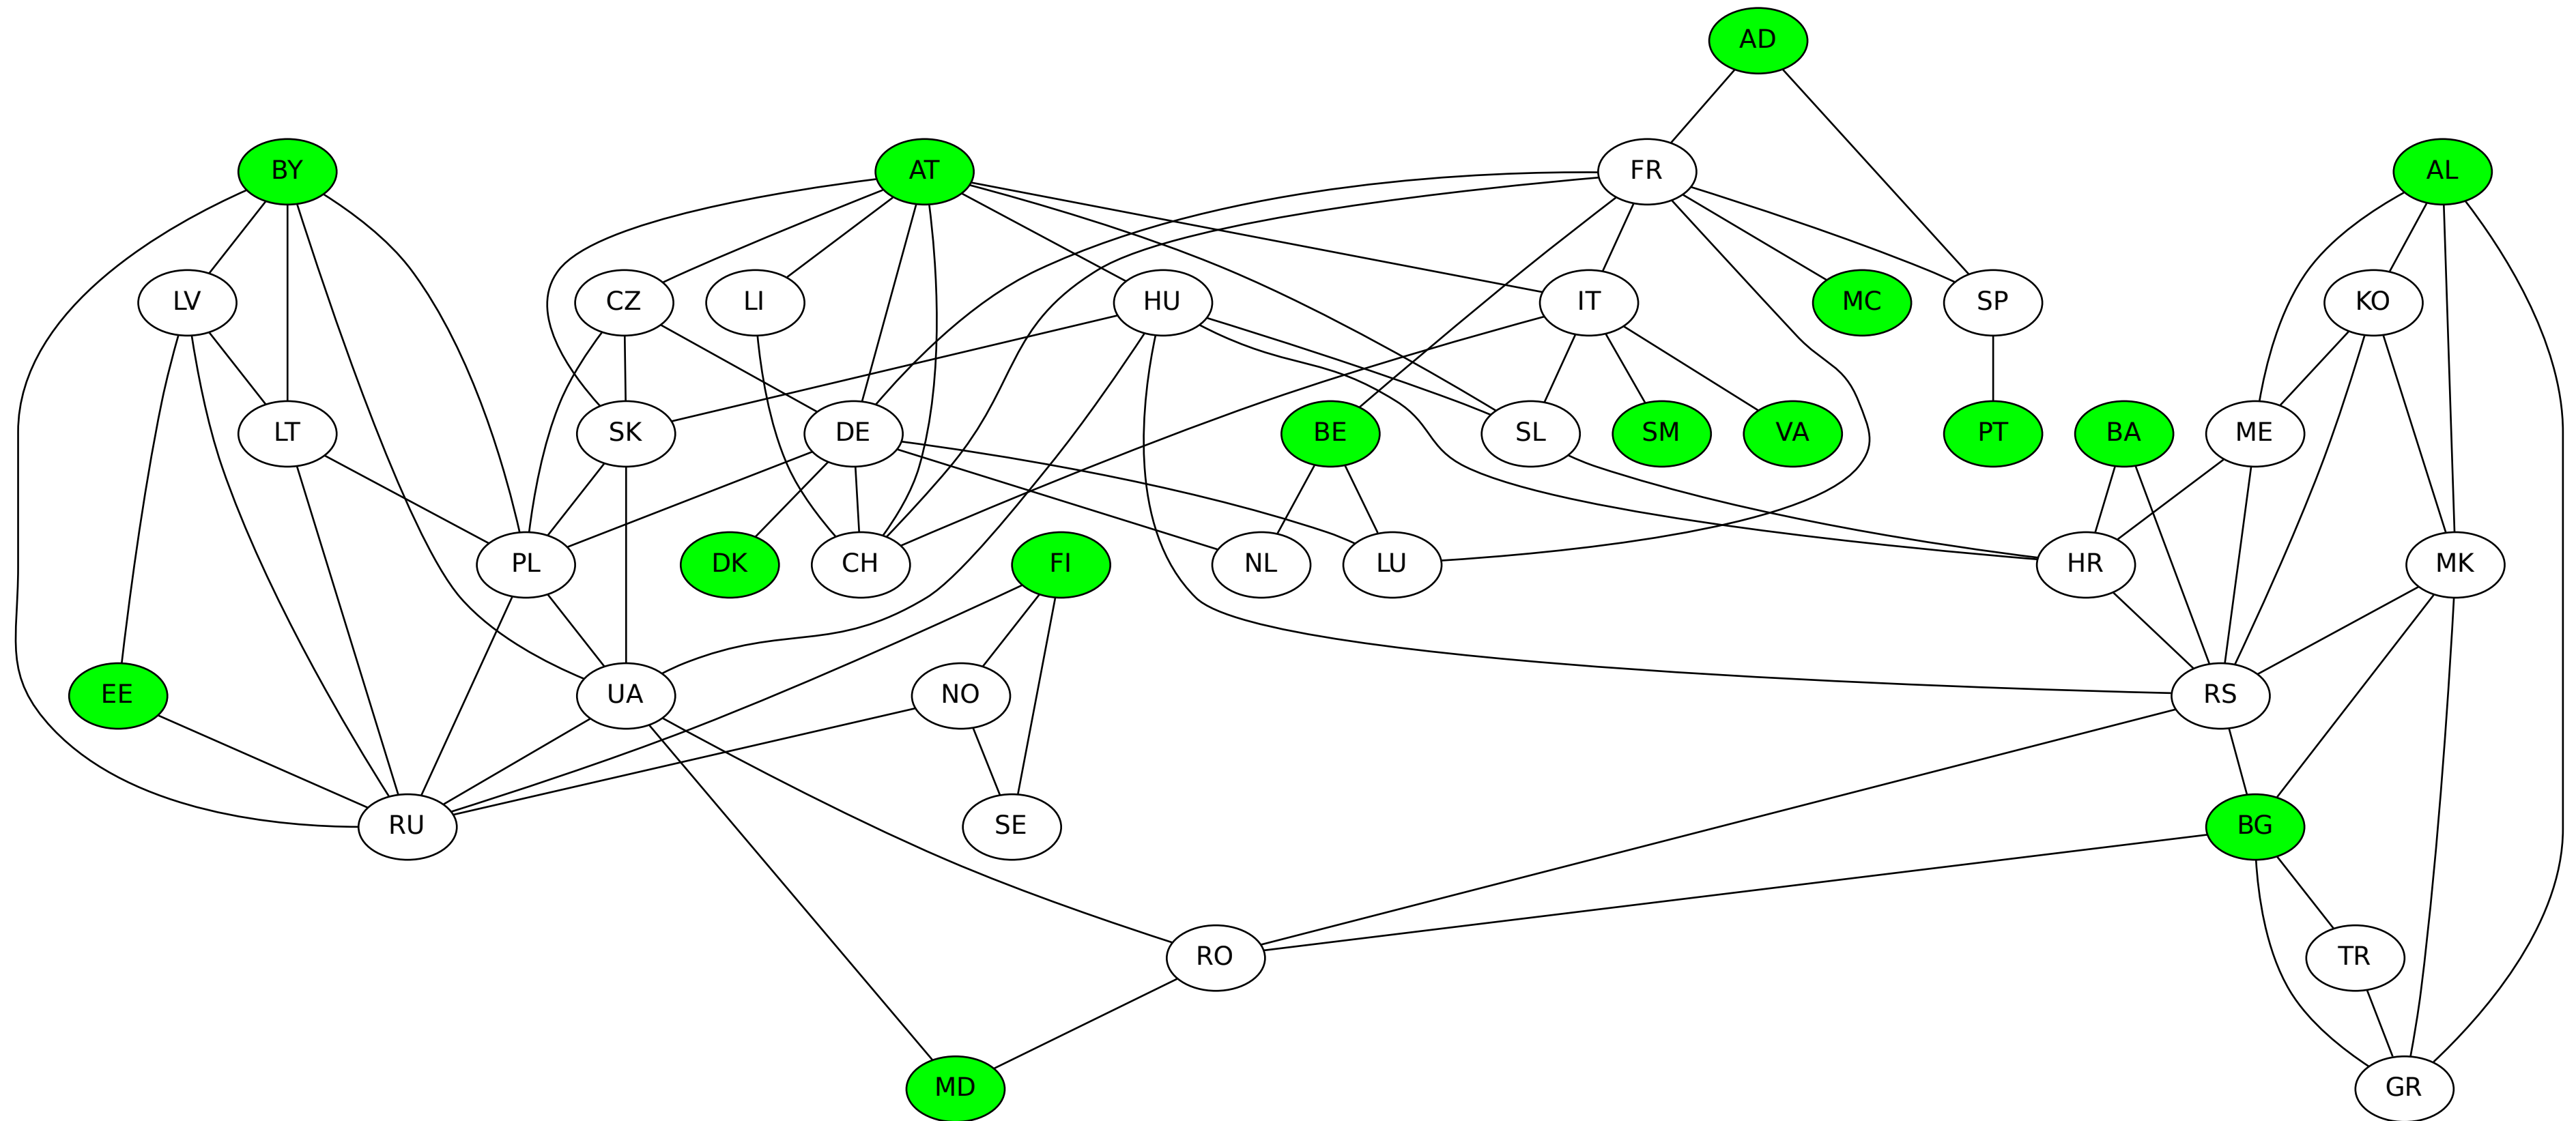 AD
BY
AT
FR
AL
LV
CZ
LI
HU
IT
MC
SP
KO
LT
SK
DE
BE
SL
SM
VA
PT
BA
ME
PL
DK
CH
FI
NL
LU
HR
MK
EE
UA
NO
RS
RU
SE
BG
RO
TR
MD
GR